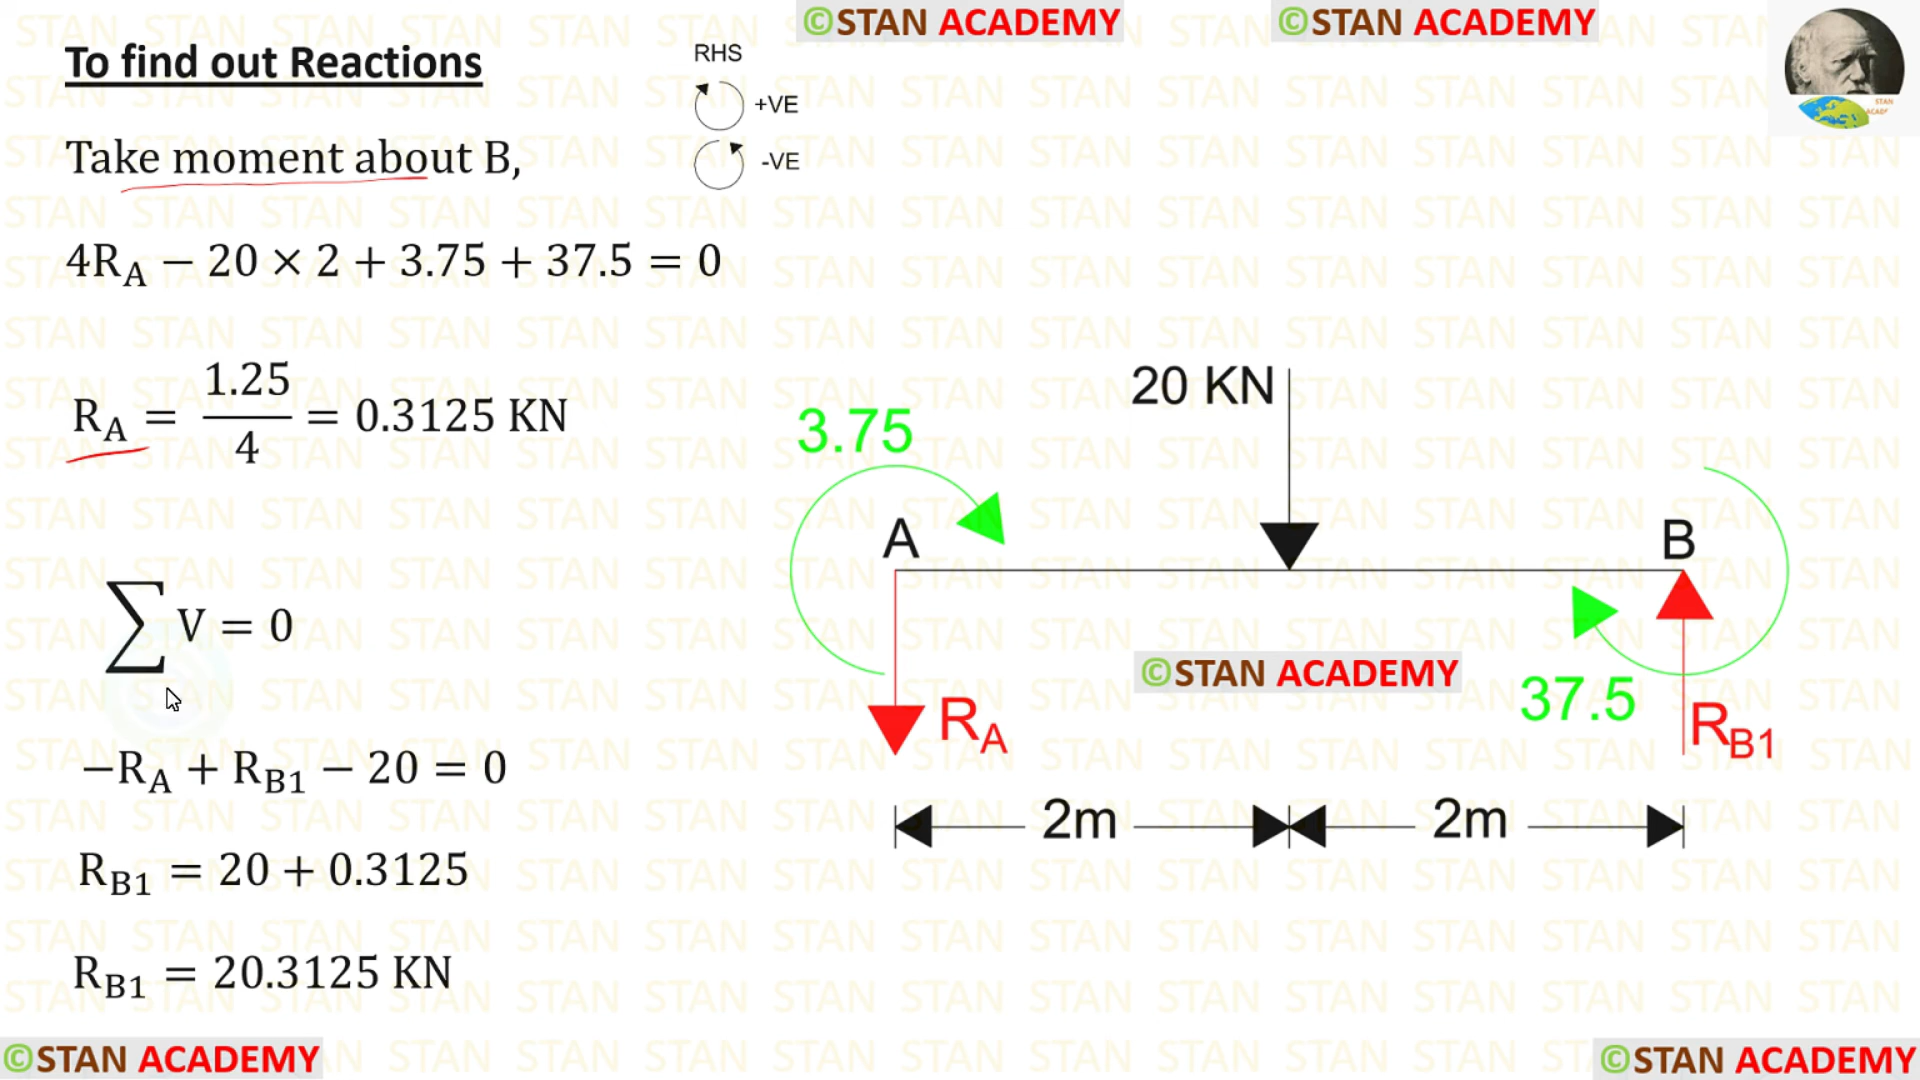 ©STAN ACADEMY ©STAN ACADEMY
To find out Reactions
RHS
+VE
-VE
STAN
ACADE
Take moment about B,
4R_A − 20 × 2 + 3.75 + 37.5 = 0
R_A = 1.25/4 = 0.3125 KN
∑ V = 0
−R_A + R_B1 − 20 = 0
R_B1 = 20 + 0.3125
R_B1 = 20.3125 KN
20 KN
3.75
A
B
©STAN ACADEMY
37.5
R_A
R_B1
2m
2m
©STAN ACADEMY
©STAN ACADEMY